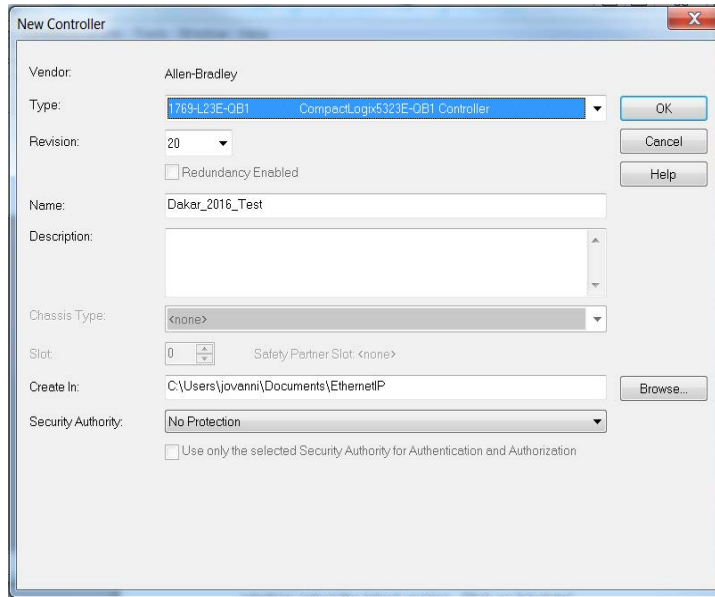 New Controller
Vendor: Allen-Bradley
Type: 1769-L23E-QB1 CompactLogix5323E-QB1 Controller
OK
Revision: 20
Cancel
Redundancy Enabled
Help
Name: Dakar_2016_Test
Description:
Chassis Type: <none>
Slot: 0 Safety Partner Slot: <none>
Create In: C:\Users\jovanni\Documents\EthernetIP
Browse...
Security Authority: No Protection
Use only the selected Security Authority for Authentication and Authorization